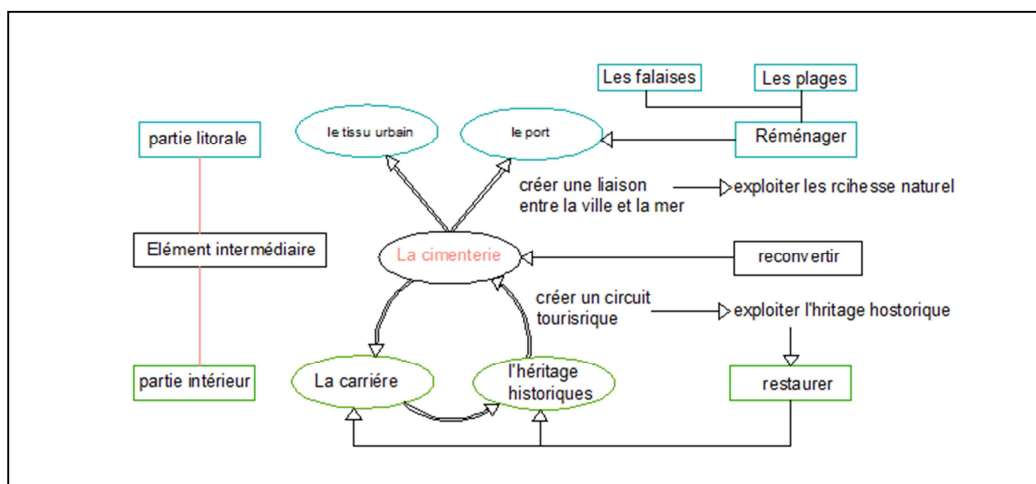 Les falaises
Les plages
partie litorale
le tissu urbain
le port
Réménager
créer une liaison
entre la ville et la mer
exploiter les rcihesse naturel
Elément intermédiaire
La cimenterie
reconvertir
créer un circuit
tourisrique
exploiter l'hritage hostorique
partie intérieur
La carriére
l'héritage
historiques
restaurer